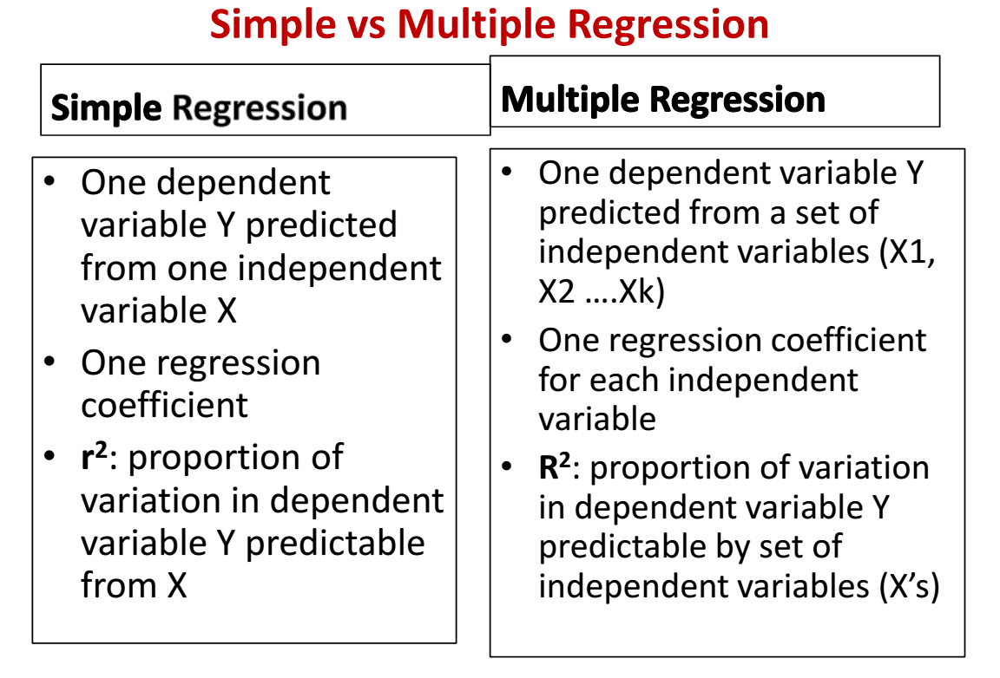 Simple vs Multiple Regression
Simple Regression
• One dependent
variable Y predicted
from one independent
variable X
• One regression
coefficient
• r²: proportion of
variation in dependent
variable Y predictable
from X
Multiple Regression
• One dependent variable Y
predicted from a set of
independent variables (X1,
X2 ....Xk)
• One regression coefficient
for each independent
variable
• R²: proportion of variation
in dependent variable Y
predictable by set of
independent variables (X’s)